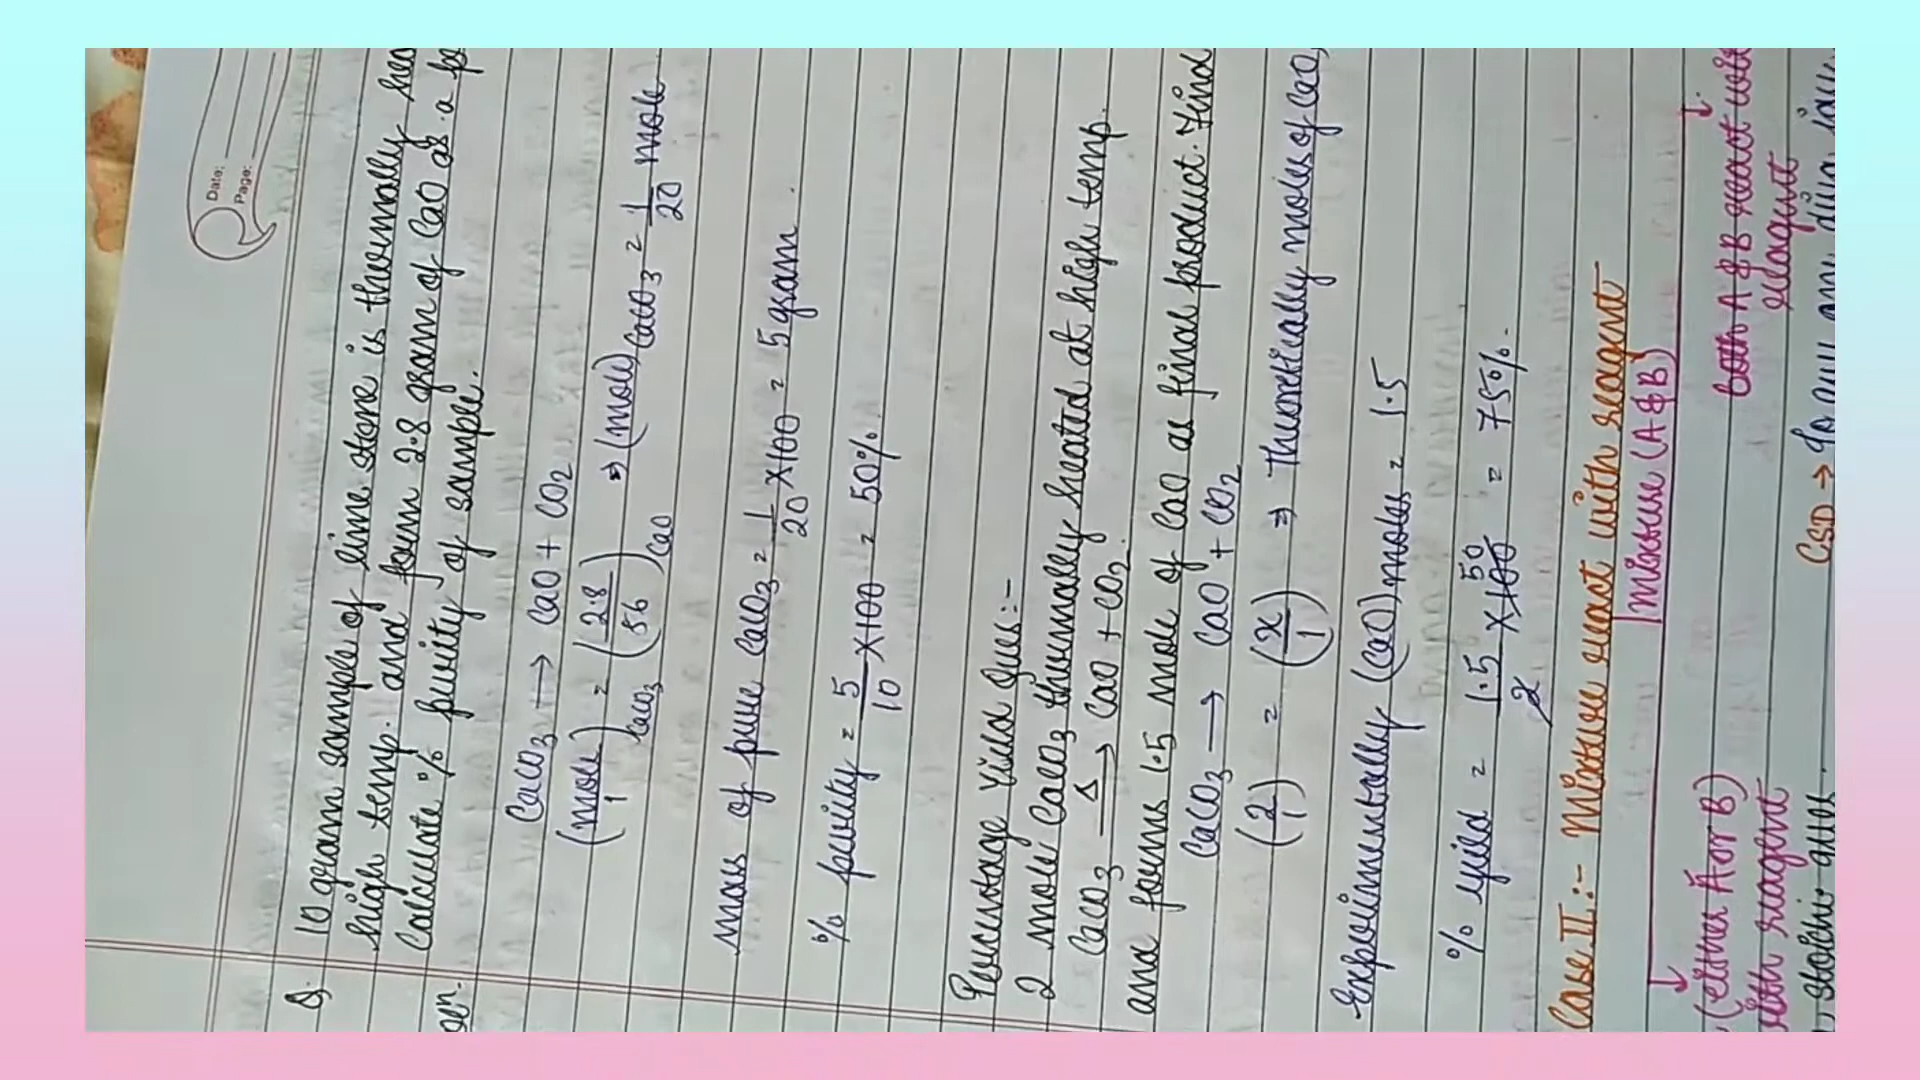 Date:
Page:
Q. 10 gram sample of lime stone is thermally hea
high temp. and form 2.8 gram of CaO as a
Calculate % purity of sample.
CaCO3 → CaO + CO2
(mole/1)CaCO3 = (2.8/56)CaO ⇒ (mole)CaCO3 = 1/20 mole
mass of pure CaCO3 = 1/20 × 100 = 5 gram.
% purity = 5/10 × 100 = 50%.
Percentage Yield Ques:-
2 mole CaCO3 thermally heated at high temp.
CaCO3 Δ→ CaO + CO2.
and forms 1.5 mole of CaO as final product. Find
CaCO3 → CaO + CO2
(2/1) = (x/1) ⇒ Theoretically moles of CaO
Experimentally (CaO) moles = 1.5
% yield = 1.5/2 × 100 50 = 75%.
Case II:- Mixture react with reagent
Mixture (A & B)
(either A or B) both A & B react with
with reagent reagent
stoichi. ques. CSD →